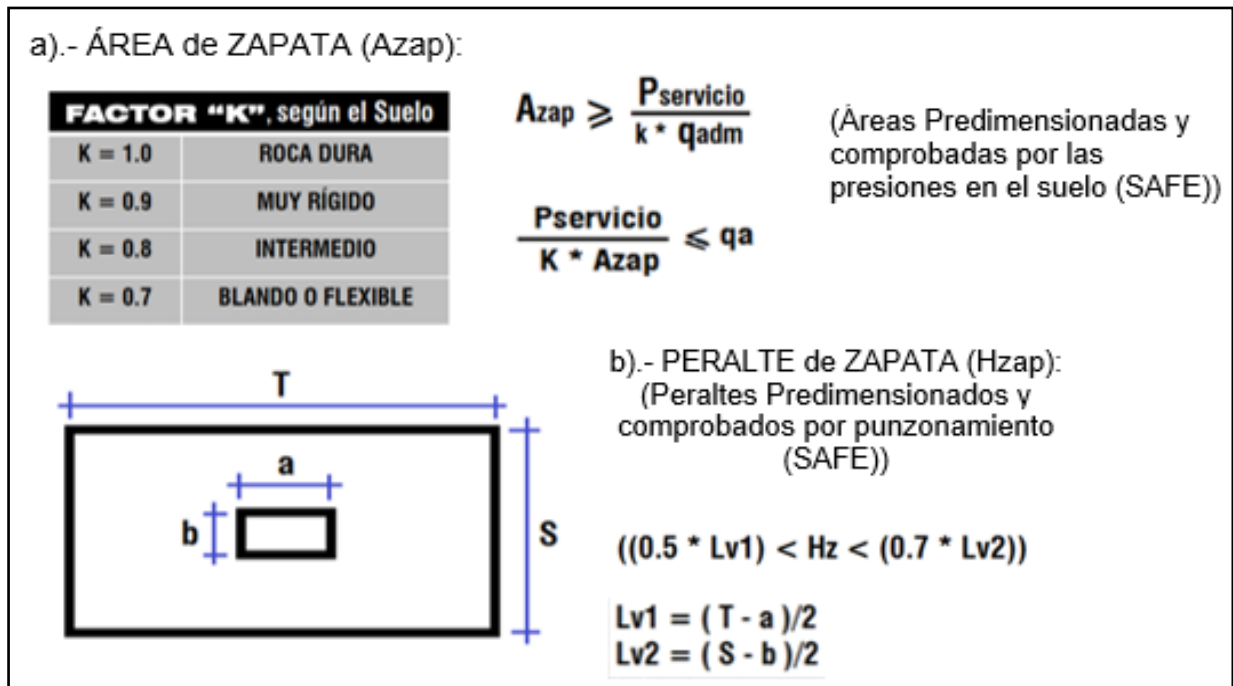 a).- ÁREA de ZAPATA (Azap):
FACTOR "K", según el Suelo
K = 1.0 ROCA DURA
K = 0.9 MUY RÍGIDO
K = 0.8 INTERMEDIO
K = 0.7 BLANDO O FLEXIBLE
Azap ⩾ Pservicio / k * qadm
Pservicio / K * Azap ⩽ qa
(Áreas Predimensionadas y
comprobadas por las
presiones en el suelo (SAFE))
T
a
b
S
b).- PERALTE de ZAPATA (Hzap):
(Peraltes Predimensionados y
comprobados por punzonamiento
(SAFE))
((0.5 * Lv1) < Hz < (0.7 * Lv2))
Lv1 = ( T - a )/2
Lv2 = ( S - b )/2